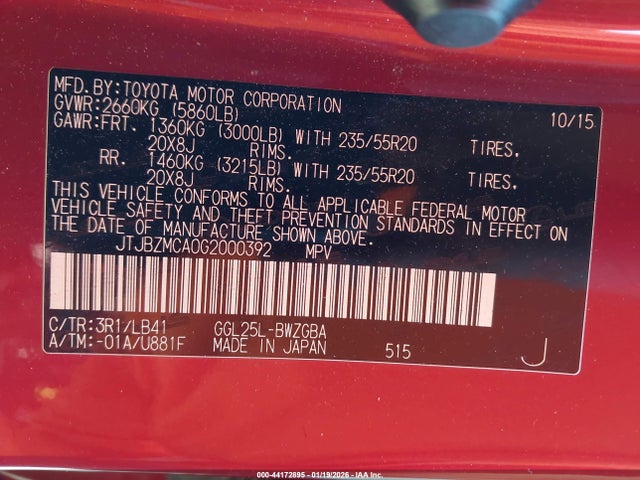 MFD.BY:TOYOTA MOTOR CORPORATION 10/15
GVWR:2660KG (5860LB)
GAWR:FRT. 1360KG (3000LB) WITH 235/55R20 TIRES,
20X8J RIMS.
RR. 1460KG (3215LB) WITH 235/55R20 TIRES,
20X8J RIMS.
THIS VEHICLE CONFORMS TO ALL APPLICABLE FEDERAL MOTOR
VEHICLE SAFETY AND THEFT PREVENTION STANDARDS IN EFFECT ON
THE DATE OF MANUFACTURE SHOWN ABOVE.
JTJBZMCA0G2000392 MPV
C/TR:3R1/LB41 GGL25L-BWZGBA
A/TM:-01A/U881F MADE IN JAPAN 515 J
000-44172695 - 01/19/2026 - IAA Inc.